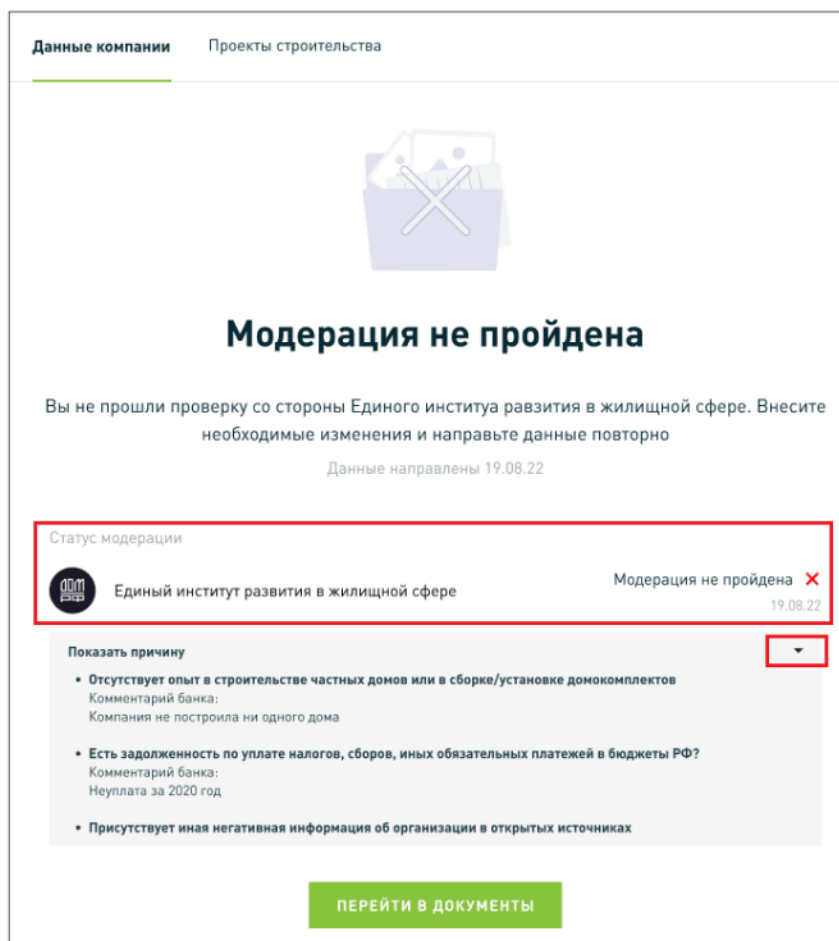 Данные компании Проекты строительства
Модерация не пройдена
Вы не прошли проверку со стороны Единого институа равзития в жилищной сфере. Внесите
необходимые изменения и направьте данные повторно
Данные направлены 19.08.22
Статус модерации
ДОМ
РФ
Единый институт развития в жилищной сфере
Модерация не пройдена
19.08.22
Показать причину
• Отсутствует опыт в строительстве частных домов или в сборке/установке домокомплектов
Комментарий банка:
Компания не построила ни одного дома
• Есть задолженность по уплате налогов, сборов, иных обязательных платежей в бюджеты РФ?
Комментарий банка:
Неуплата за 2020 год
• Присутствует иная негативная информация об организации в открытых источниках
ПЕРЕЙТИ В ДОКУМЕНТЫ